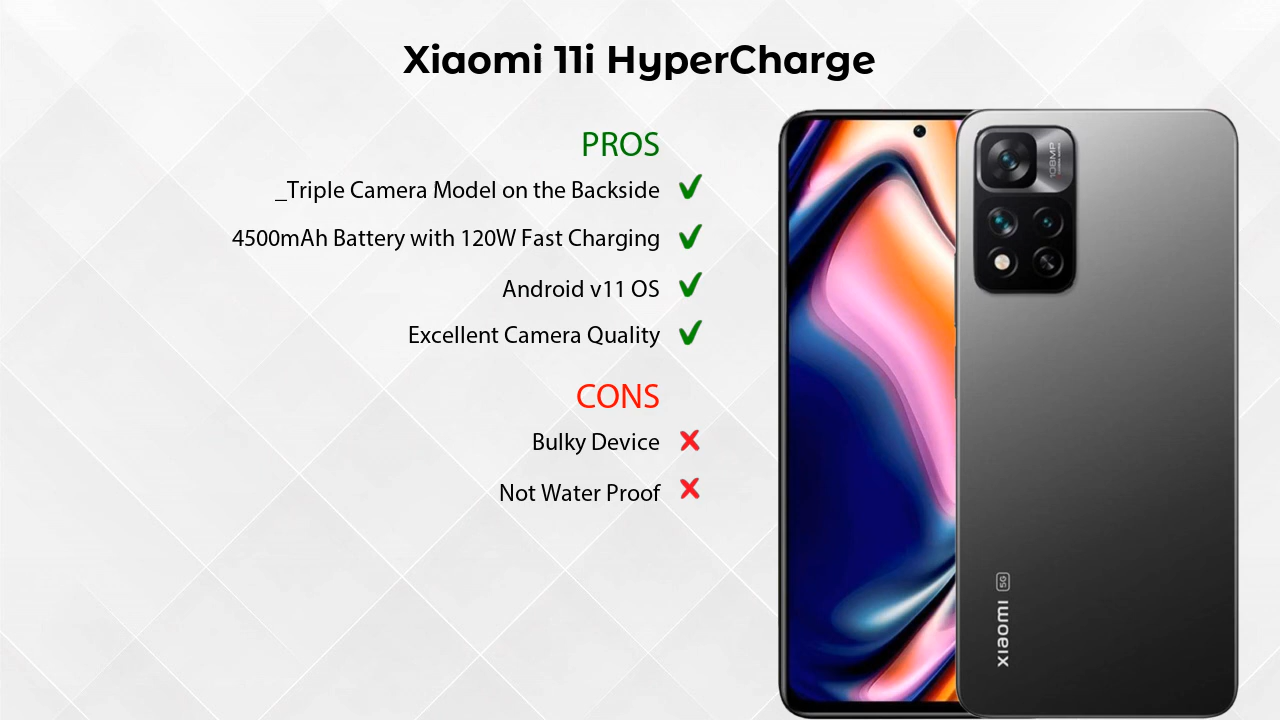 Xiaomi 11i HyperCharge
PROS
_Triple Camera Model on the Backside
4500mAh Battery with 120W Fast Charging
Android v11 OS
Excellent Camera Quality
CONS
Bulky Device
Not Water Proof
108MP
xiaomi 5G